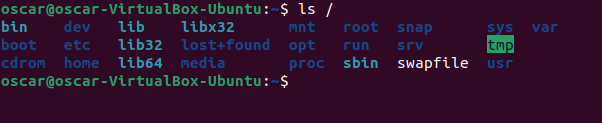 oscar@oscar-VirtualBox-Ubuntu:~$ ls /
bin dev lib libx32 mnt root snap sys var
boot etc lib32 lost+found opt run srv tmp
cdrom home lib64 media proc sbin swapfile usr
oscar@oscar-VirtualBox-Ubuntu:~$